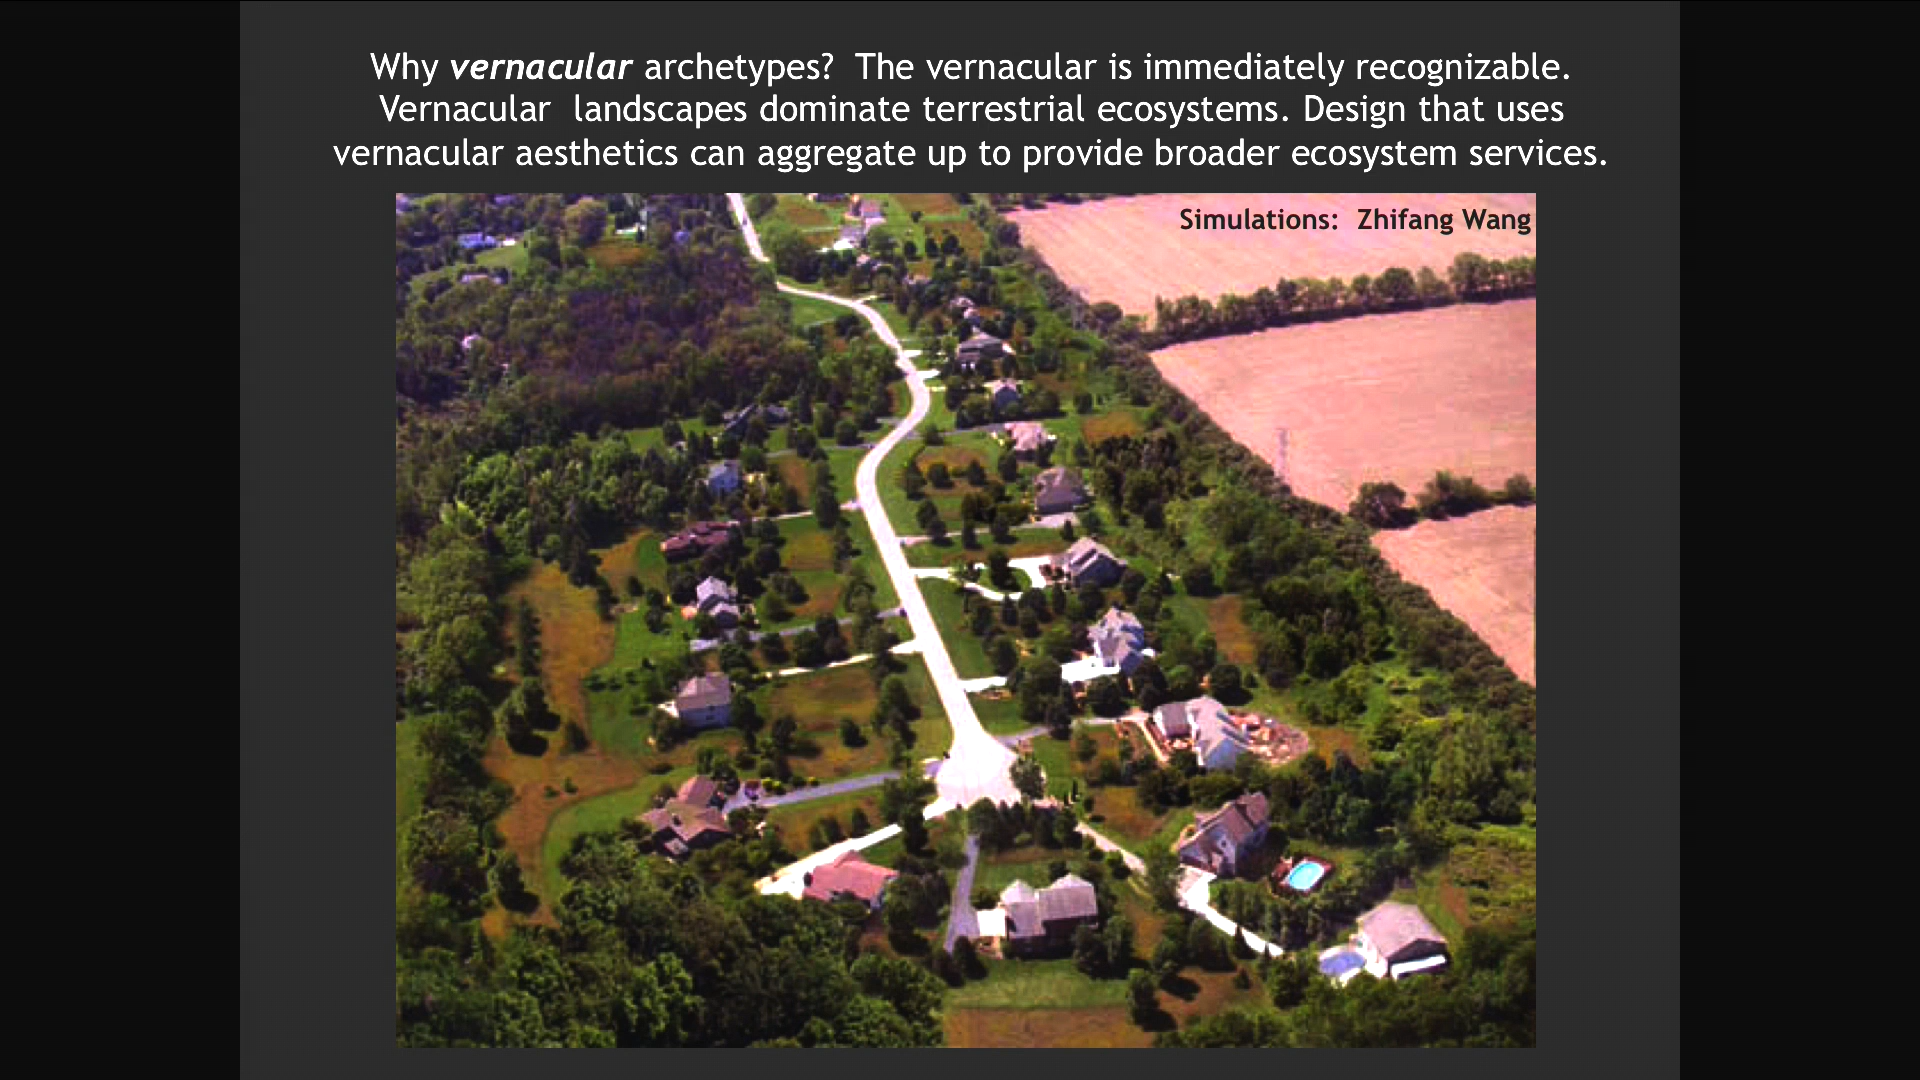 Why vernacular archetypes?  The vernacular is immediately recognizable.
Vernacular  landscapes dominate terrestrial ecosystems. Design that uses
vernacular aesthetics can aggregate up to provide broader ecosystem services.
Simulations:  Zhifang Wang